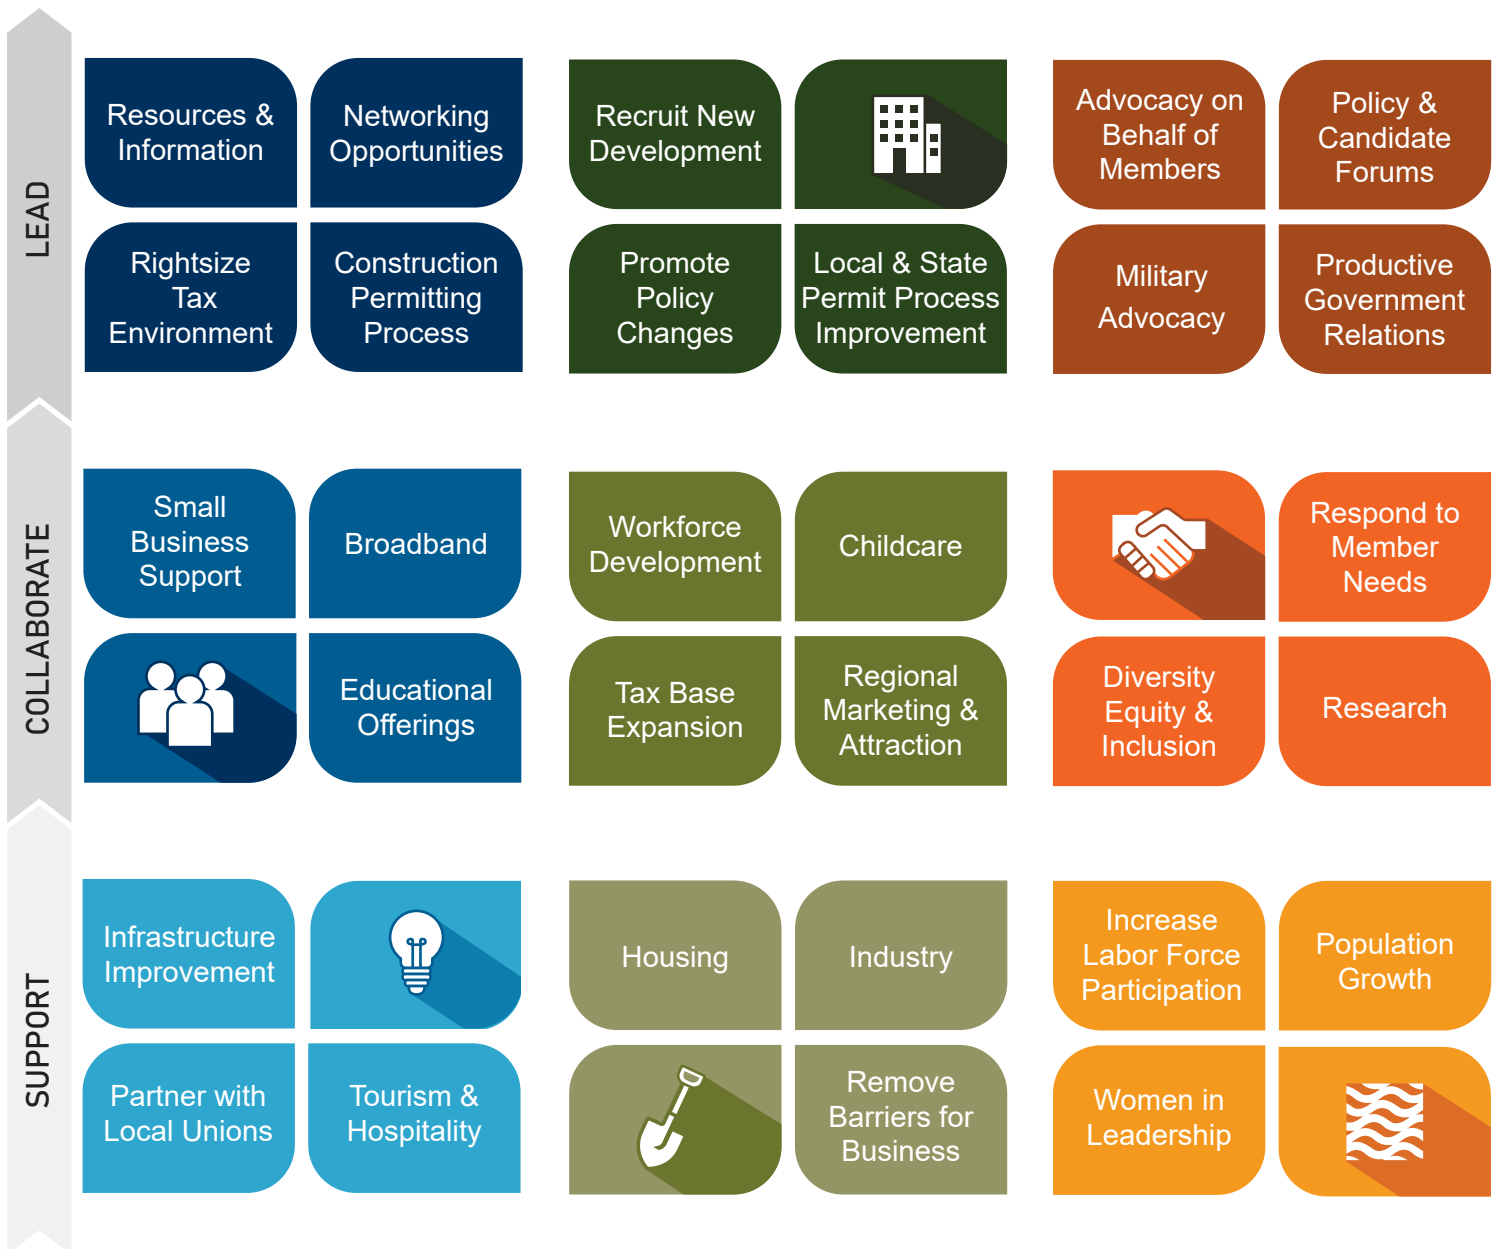 LEAD
Resources &
Information
Networking
Opportunities
Rightsize
Tax
Environment
Construction
Permitting
Process
Recruit New
Development
Promote
Policy
Changes
Local & State
Permit Process
Improvement
Advocacy on
Behalf of
Members
Policy &
Candidate
Forums
Military
Advocacy
Productive
Government
Relations
COLLABORATE
Small
Business
Support
Broadband
Educational
Offerings
Workforce
Development
Childcare
Tax Base
Expansion
Regional
Marketing &
Attraction
Respond to
Member
Needs
Diversity
Equity &
Inclusion
Research
SUPPORT
Infrastructure
Improvement
Partner with
Local Unions
Tourism &
Hospitality
Housing
Industry
Remove
Barriers for
Business
Increase
Labor Force
Participation
Population
Growth
Women in
Leadership